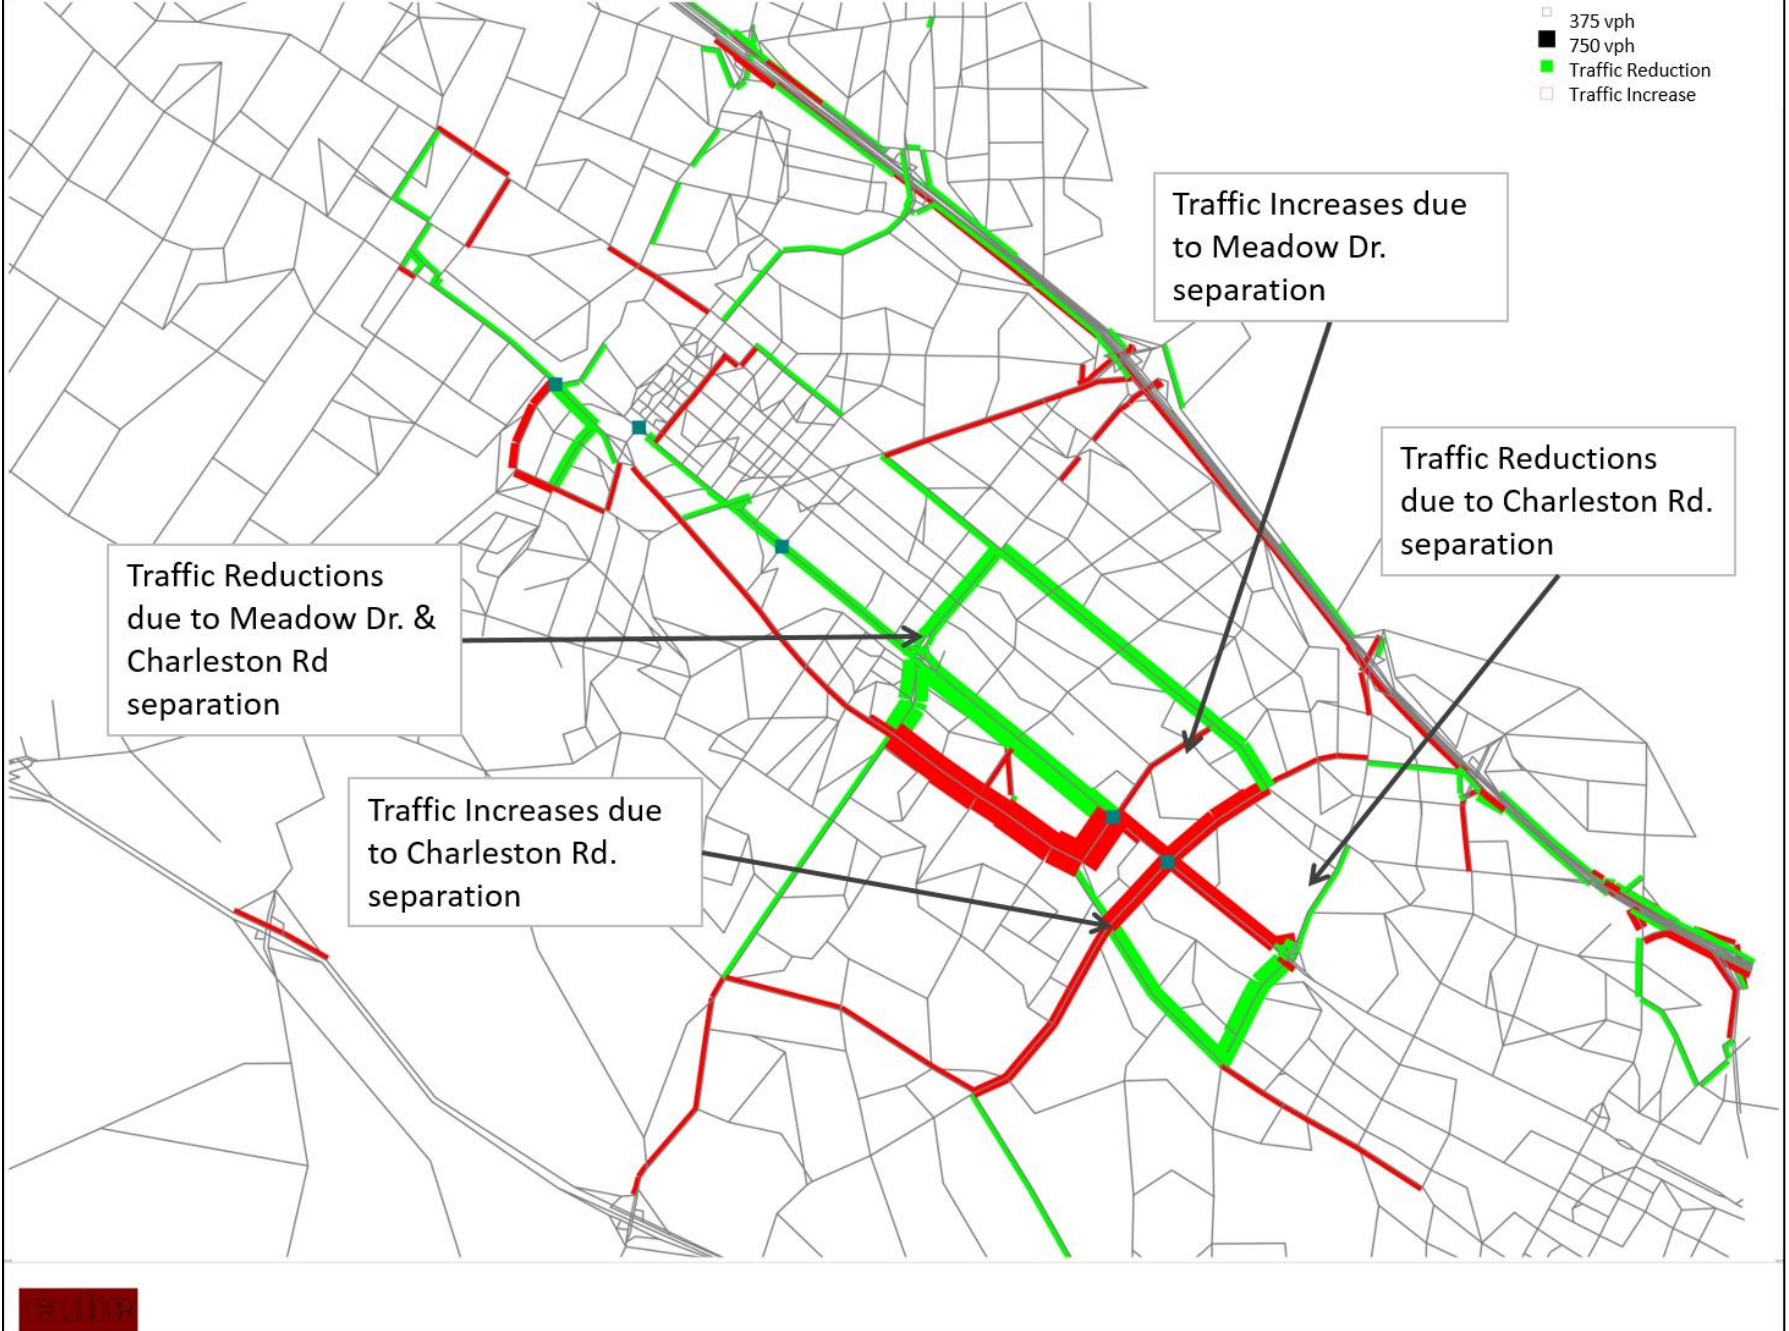 375 vph
750 vph
Traffic Reduction
Traffic Increase
Traffic Increases due
to Meadow Dr.
separation
Traffic Reductions
due to Charleston Rd.
separation
Traffic Reductions
due to Meadow Dr. &
Charleston Rd
separation
Traffic Increases due
to Charleston Rd.
separation